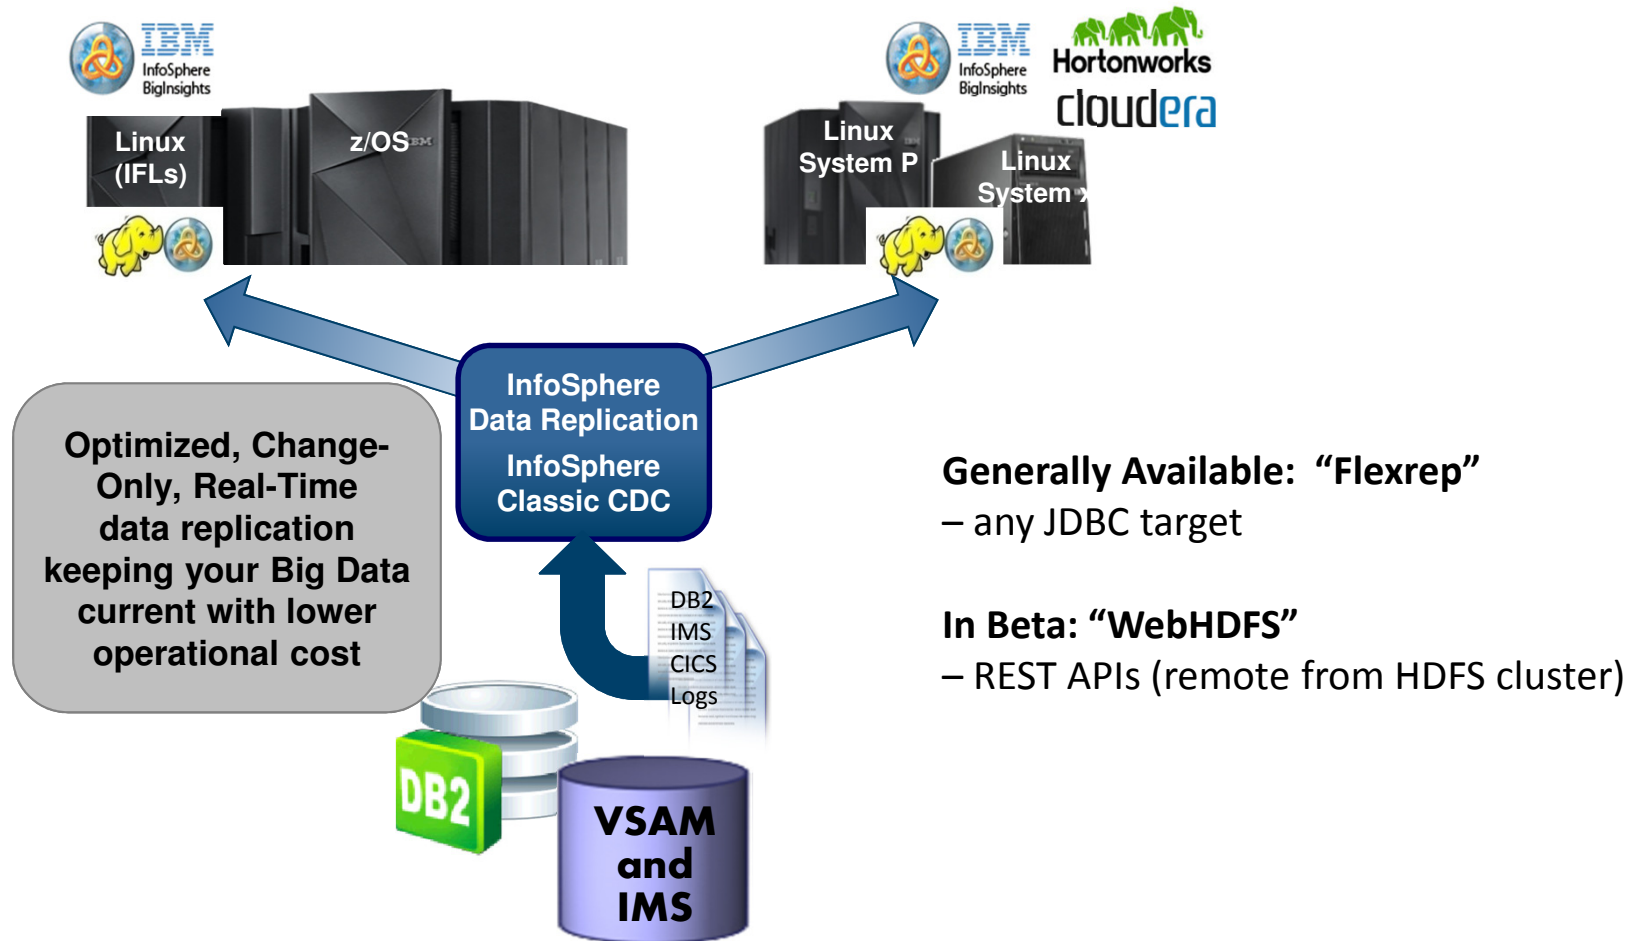 IBM
InfoSphere
BigInsights
Linux
(IFLs)
z/OS
IBM
IBM
InfoSphere
BigInsights
Hortonworks
cloudera
Linux
System P
IBM
Linux
System x
InfoSphere
Data Replication
InfoSphere
Classic CDC
Optimized, Change-
Only, Real-Time
data replication
keeping your Big Data
current with lower
operational cost
Generally Available: “Flexrep”
– any JDBC target
In Beta: “WebHDFS”
– REST APIs (remote from HDFS cluster)
DB2
IMS
CICS
Logs
DB2
VSAM
and
IMS